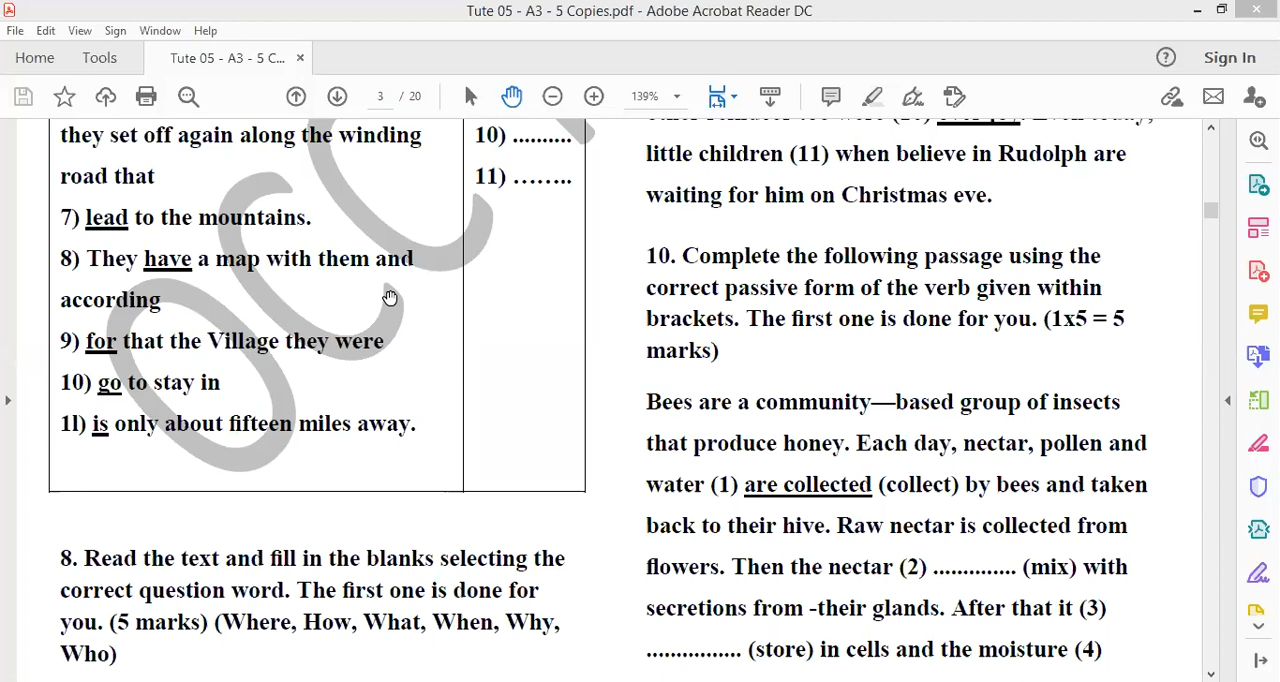 Tute 05 - A3 - 5 Copies.pdf - Adobe Acrobat Reader DC
File Edit View Sign Window Help
Home Tools Tute 05 - A3 - 5 C... × Sign In
3 / 20 139%
they set off again along the winding
road that
7) lead to the mountains.
8) They have a map with them and
according
9) for that the Village they were
10) go to stay in
1l) is only about fifteen miles away.
10) ..........
11) ........
8. Read the text and fill in the blanks selecting the
correct question word. The first one is done for
you. (5 marks) (Where, How, What, When, Why,
Who)
little children (11) when believe in Rudolph are
waiting for him on Christmas eve.
10. Complete the following passage using the
correct passive form of the verb given within
brackets. The first one is done for you. (1x5 = 5
marks)
Bees are a community—based group of insects
that produce honey. Each day, nectar, pollen and
water (1) are collected (collect) by bees and taken
back to their hive. Raw nectar is collected from
flowers. Then the nectar (2) .............. (mix) with
secretions from -their glands. After that it (3)
................ (store) in cells and the moisture (4)